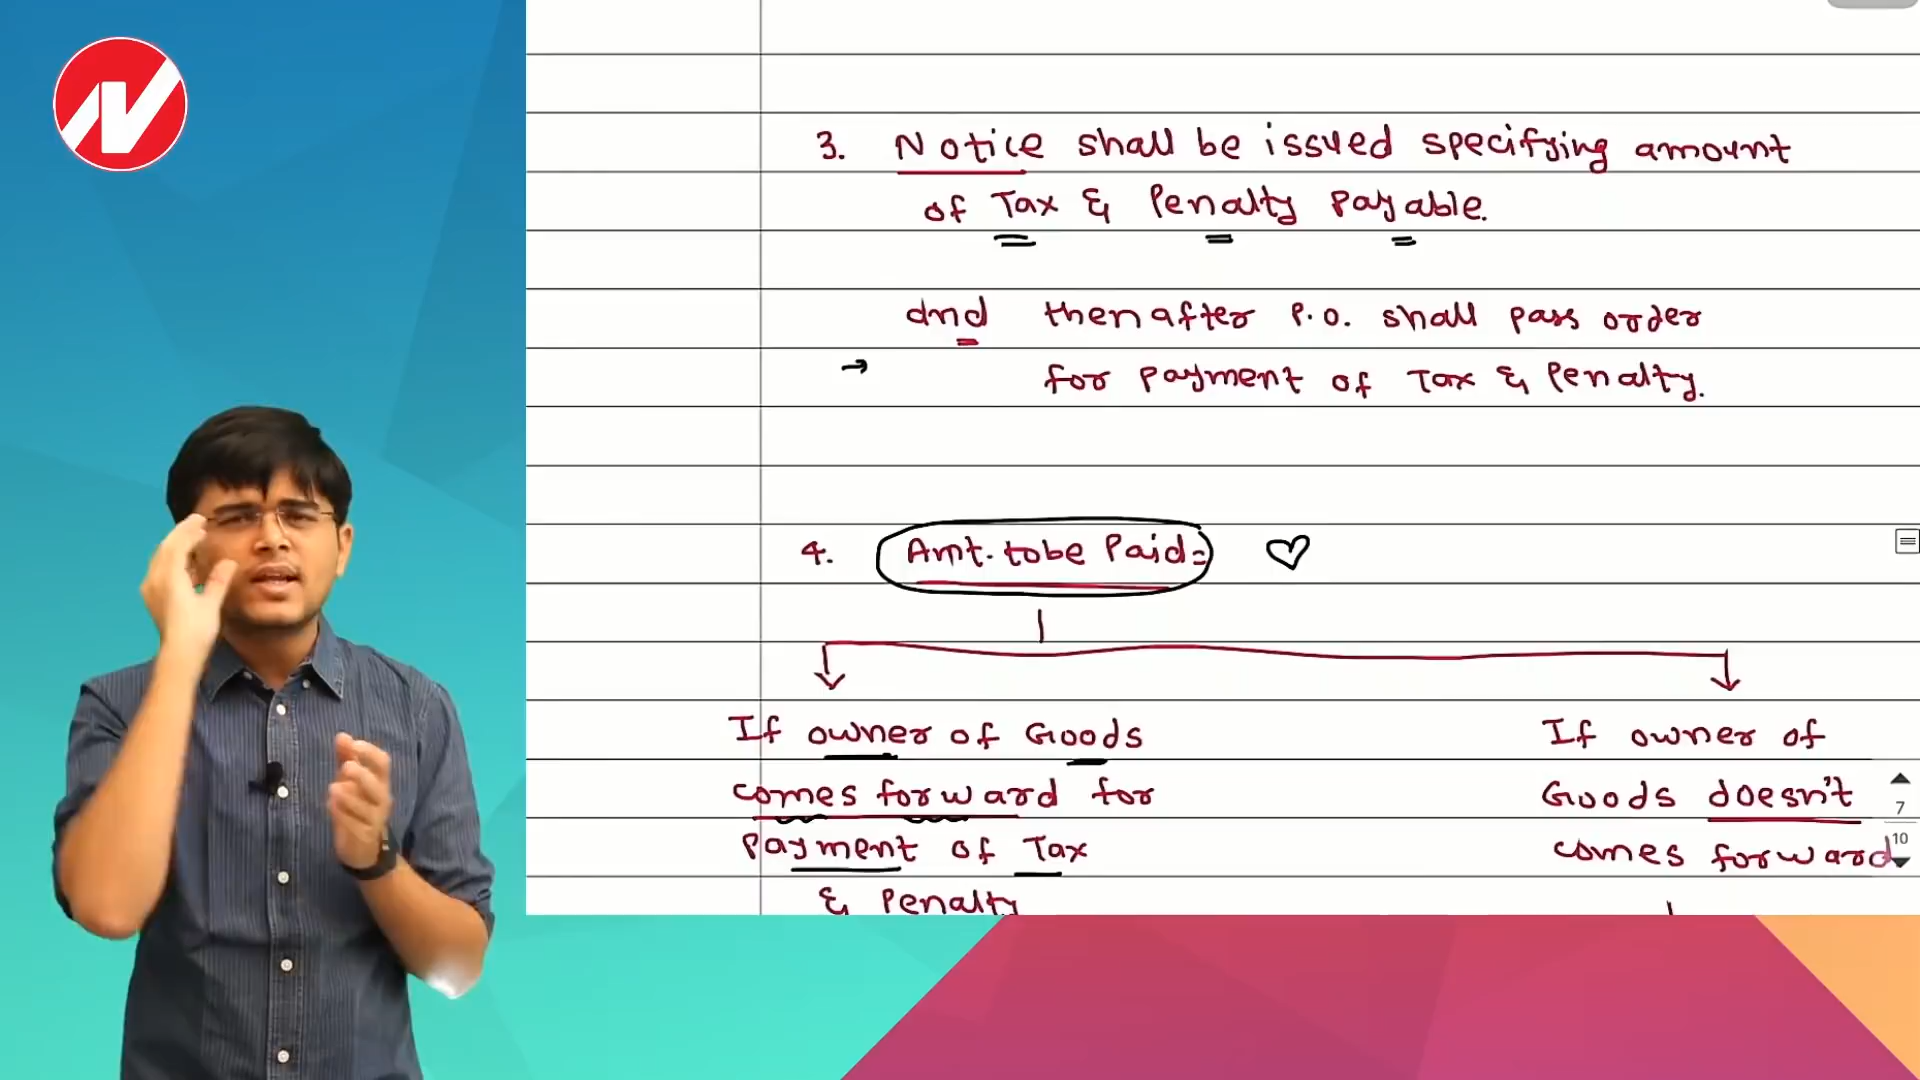 3. Notice shall be issued specifying amount
of Tax & Penalty payable.
And thenafter P.O. shall pass order
→ for payment of Tax & Penalty.
4. Amt. to be Paid:
If owner of Goods
comes forward for
payment of Tax
& Penalty
If owner of
Goods doesn't
comes forward
7
10